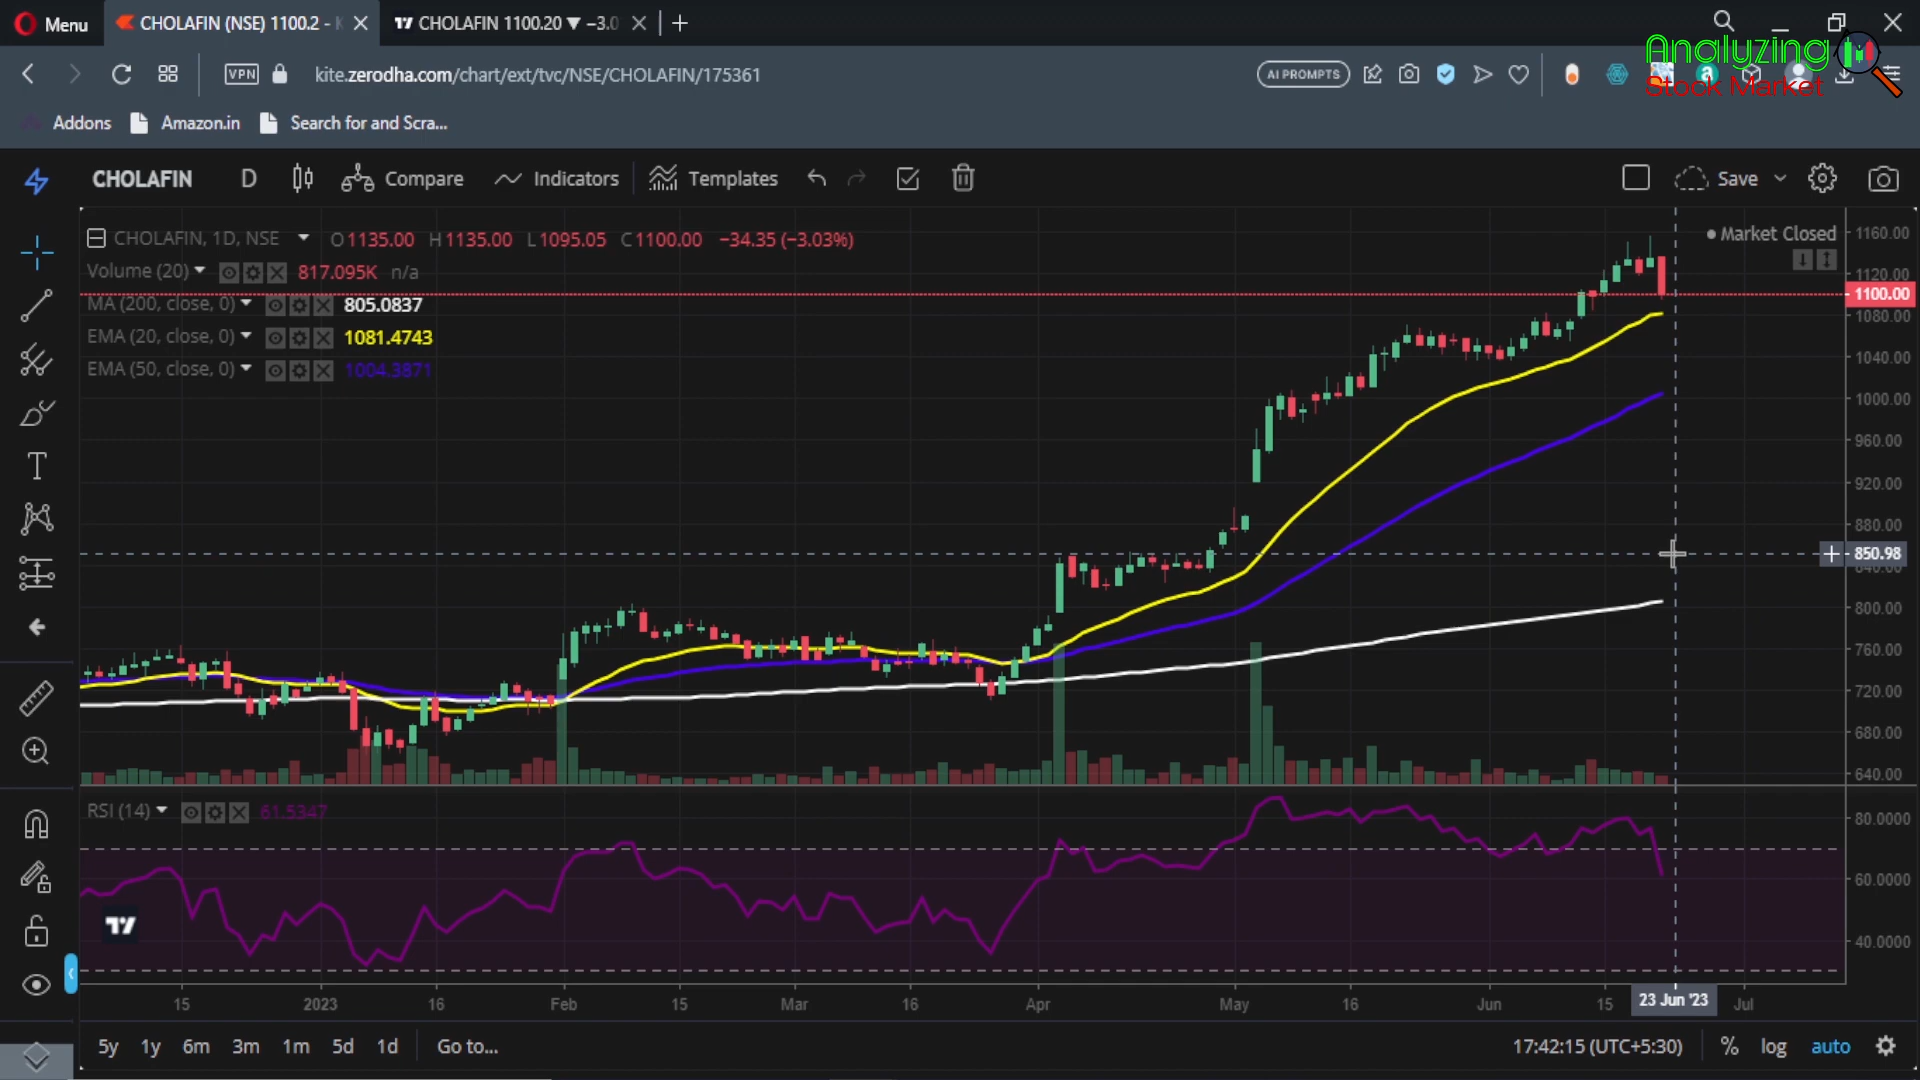 Menu
CHOLAFIN (NSE) 1100.2 - K
CHOLAFIN 1100.20 ▼ −3.0
Analyzing
Stock Market
VPN
kite.zerodha.com/chart/ext/tvc/NSE/CHOLAFIN/175361
AI PROMPTS
Addons
Amazon.in
Search for and Scra...
CHOLAFIN
D
Compare
Indicators
Templates
Save
CHOLAFIN, 1D, NSE
O1135.00 H1135.00 L1095.05 C1100.00 −34.35 (−3.03%)
Market Closed
Volume (20)
817.095K n/a
MA (200, close, 0)
805.0837
EMA (20, close, 0)
1081.4743
EMA (50, close, 0)
1004.3871
1160.00
1120.00
1100.00
1080.00
1040.00
1000.00
960.00
920.00
880.00
850.98
840.00
800.00
760.00
720.00
680.00
640.00
RSI (14)
61.5347
80.0000
60.0000
40.0000
15 2023 16 Feb 15 Mar 16 Apr May 16 Jun 15 23 Jun '23 Jul
5y 1y 6m 3m 1m 5d 1d Go to...
17:42:15 (UTC+5:30) % log auto